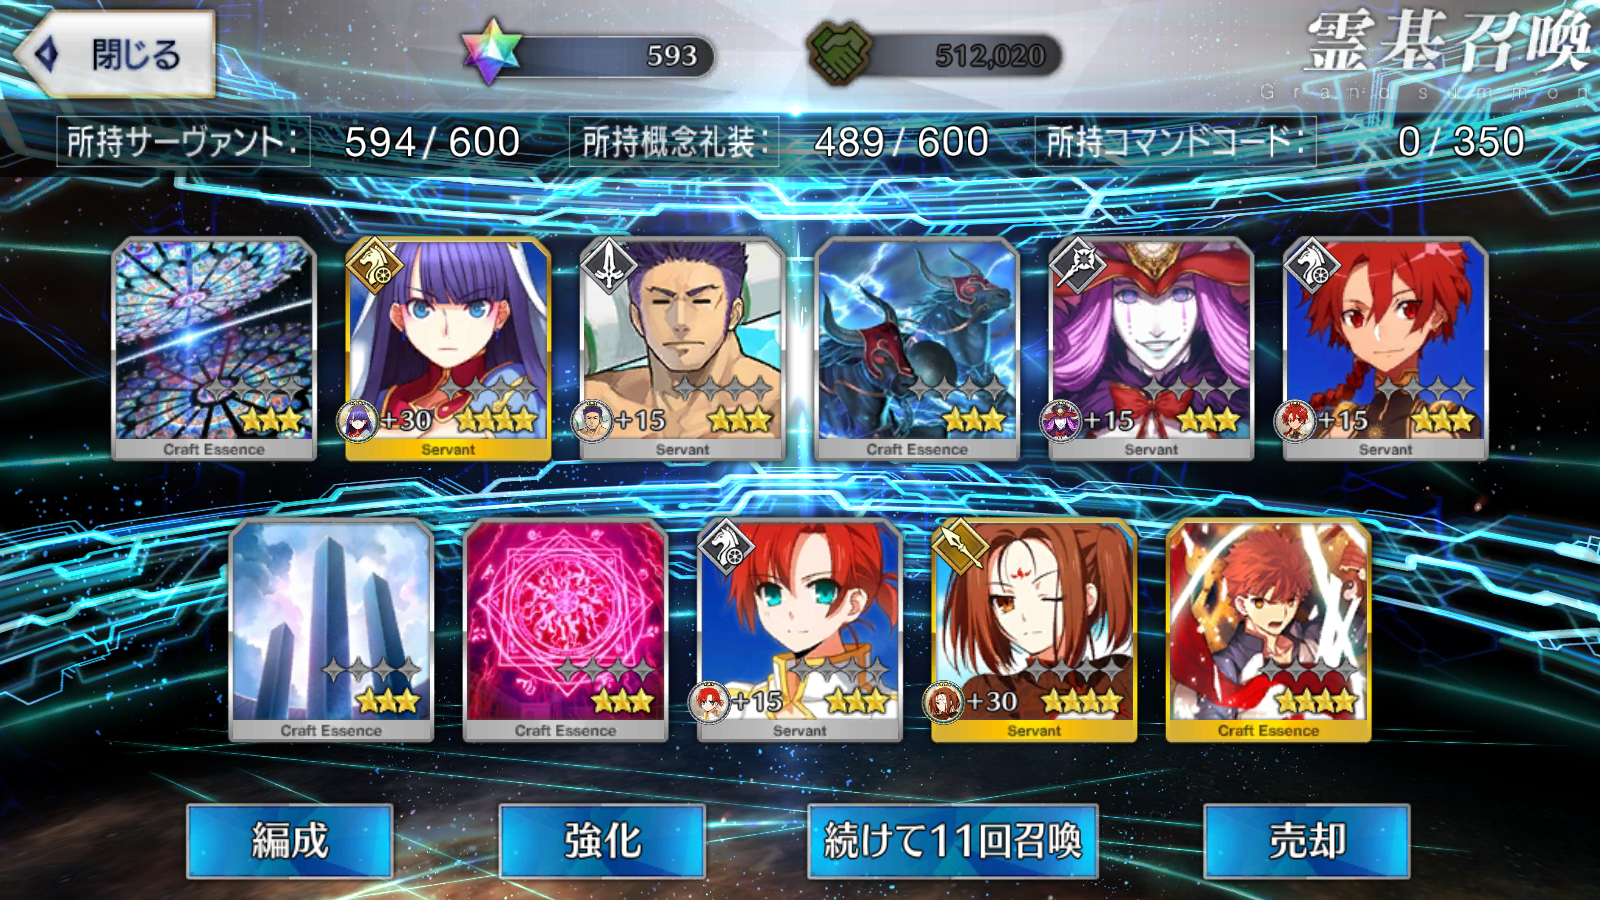 閉じる
593
512,020
霊基召喚
Grand summon
所持サーヴァント: 594 / 600
所持概念礼装: 489 / 600
所持コマンドコード: 0 / 350
+30
+15
+15
+15
Craft Essence
Servant
Servant
Craft Essence
Servant
Servant
+15
+30
Craft Essence
Craft Essence
Servant
Servant
Craft Essence
編成
強化
続けて11回召喚
売却